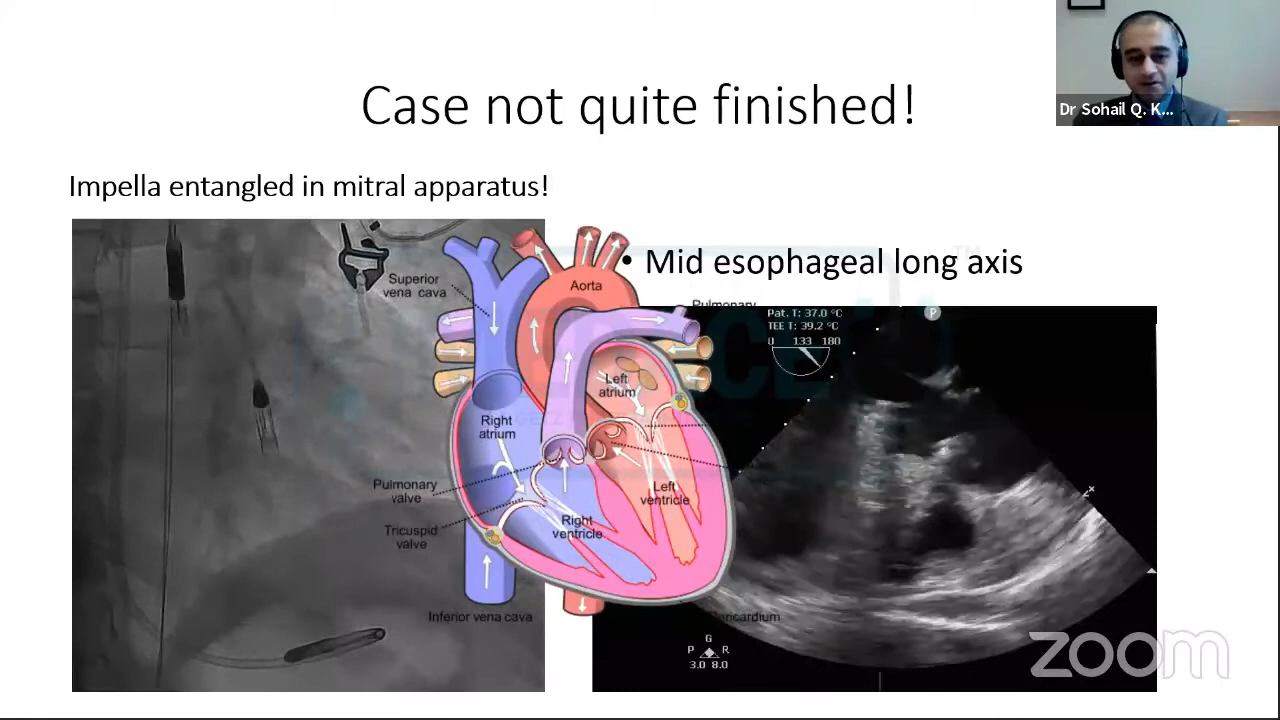 Case not quite finished!
Dr Sohail Q. K...
Impella entangled in mitral apparatus!
• Mid esophageal long axis
Superior
vena cava
Aorta
Pulmonary
Pat. T: 37.0 °C
TEE T: 39.2 °C
0 133 180
P
Left
atrium
Right
atrium
Left
ventricle
Pulmonary
valve
Right
ventricle
Tricuspid
valve
Inferior vena cava
ericardium
G
P R
3.0 8.0
zoom